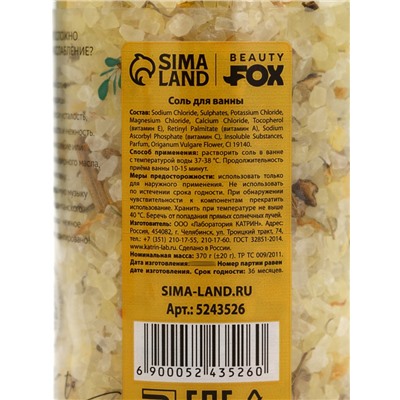 ОЖНО
ВЛЕНИЕ?
SIMA
LAND
BEAUTY
FOX
Соль для ванны
Состав: Sodium Chloride, Sulphates, Potassium Chloride,
Magnesium Chloride, Calcium Chloride, Tocopherol
(витамин Е), Retinyl Palmitate (витамин А), Sodium
Ascorbyl Phosphate (витамин С), Insoluble Substances,
Parfum, Origanum Vulgare Flower, CI 19140.
Способ применения: растворить соль в ванне
с температурой воды 37-38 °C. Продолжительность
приёма ванны 10-15 минут.
Меры предосторожности: использовать только
для наружного применения. Не использовать
по истечении срока годности. При обнаружении
чувствительности к компонентам прекратить
использование. Хранить при температуре не выше
40 °C. Беречь от попадания прямых солнечных лучей.
Изготовитель: ООО «Лаборатория КАТРИН». Адрес:
Россия, 454082, г. Челябинск, ул. Троицкий тракт, 74,
тел.: +7 (351) 210-17-55, 210-17-60. ГОСТ 32851-2014.
www.katrin-lab.ru. Сделано в России.
Номинальная масса: 370 г (±20 г). ТР ТС 009/2011.
Дата изготовления: Номер партии равен
дате изготовления. Срок годности: 36 месяцев.
SIMA-LAND.RU
Арт.: 5243526
6 900052 435260
EAC